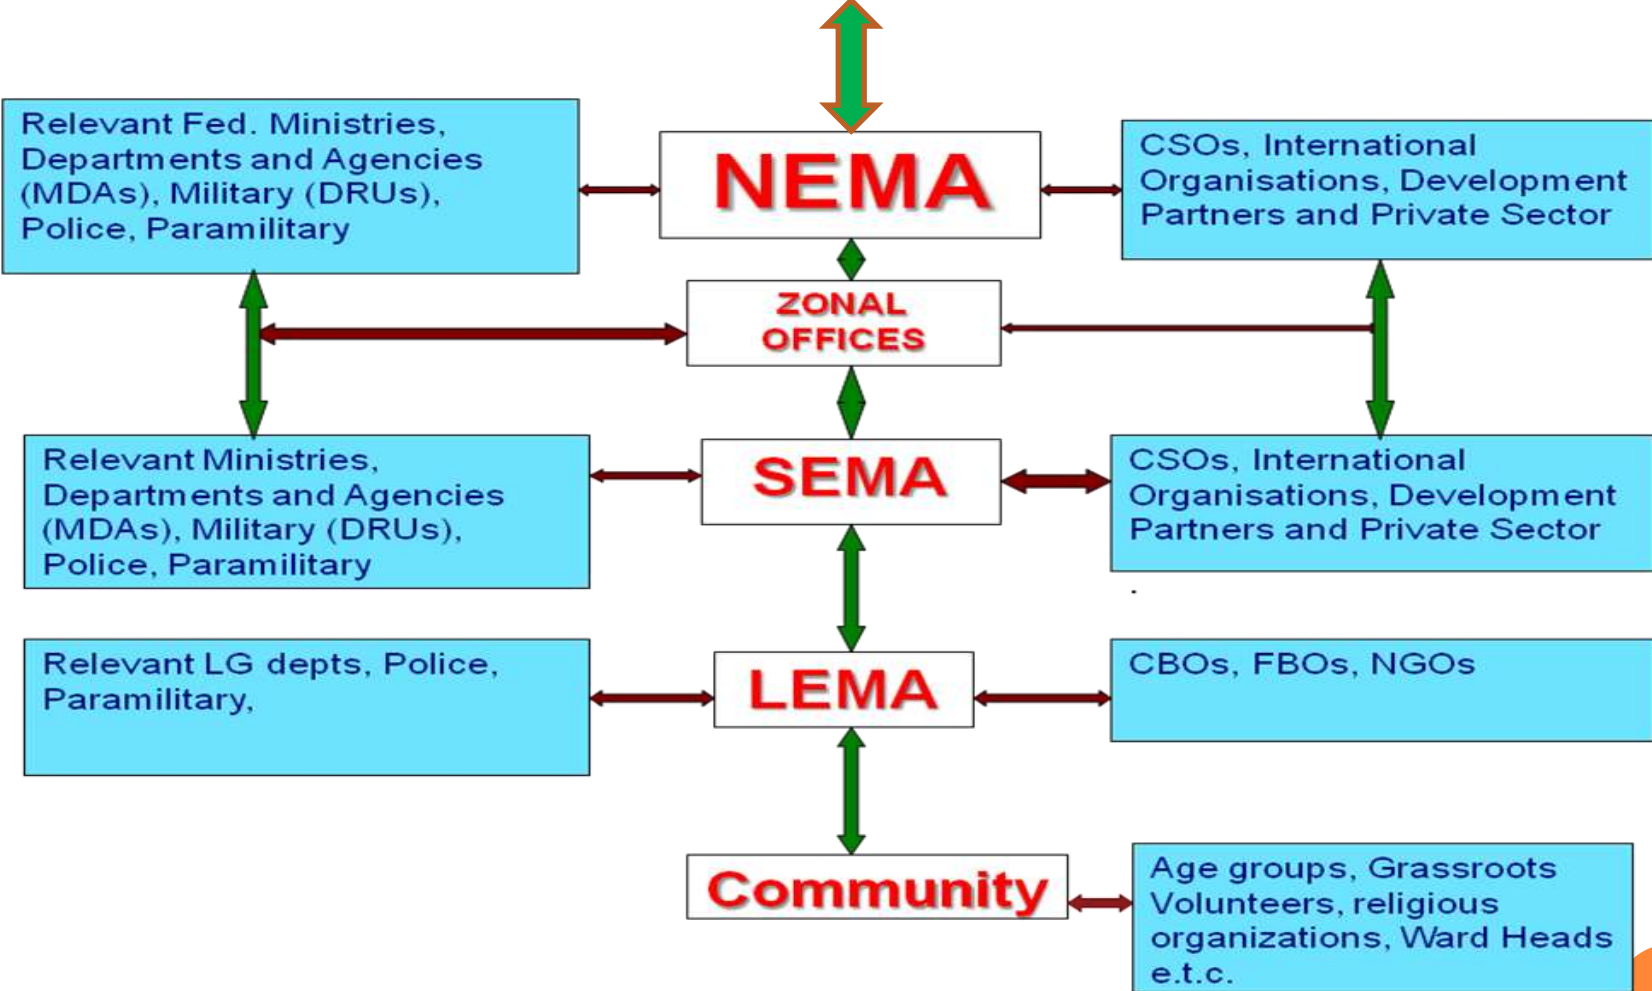 Relevant Fed. Ministries,
Departments and Agencies
(MDAs), Military (DRUs),
Police, Paramilitary
NEMA
CSOs, International
Organisations, Development
Partners and Private Sector
ZONAL
OFFICES
Relevant Ministries,
Departments and Agencies
(MDAs), Military (DRUs),
Police, Paramilitary
SEMA
CSOs, International
Organisations, Development
Partners and Private Sector
.
Relevant LG depts, Police,
Paramilitary,
LEMA
CBOs, FBOs, NGOs
Community
Age groups, Grassroots
Volunteers, religious
organizations, Ward Heads
e.t.c.